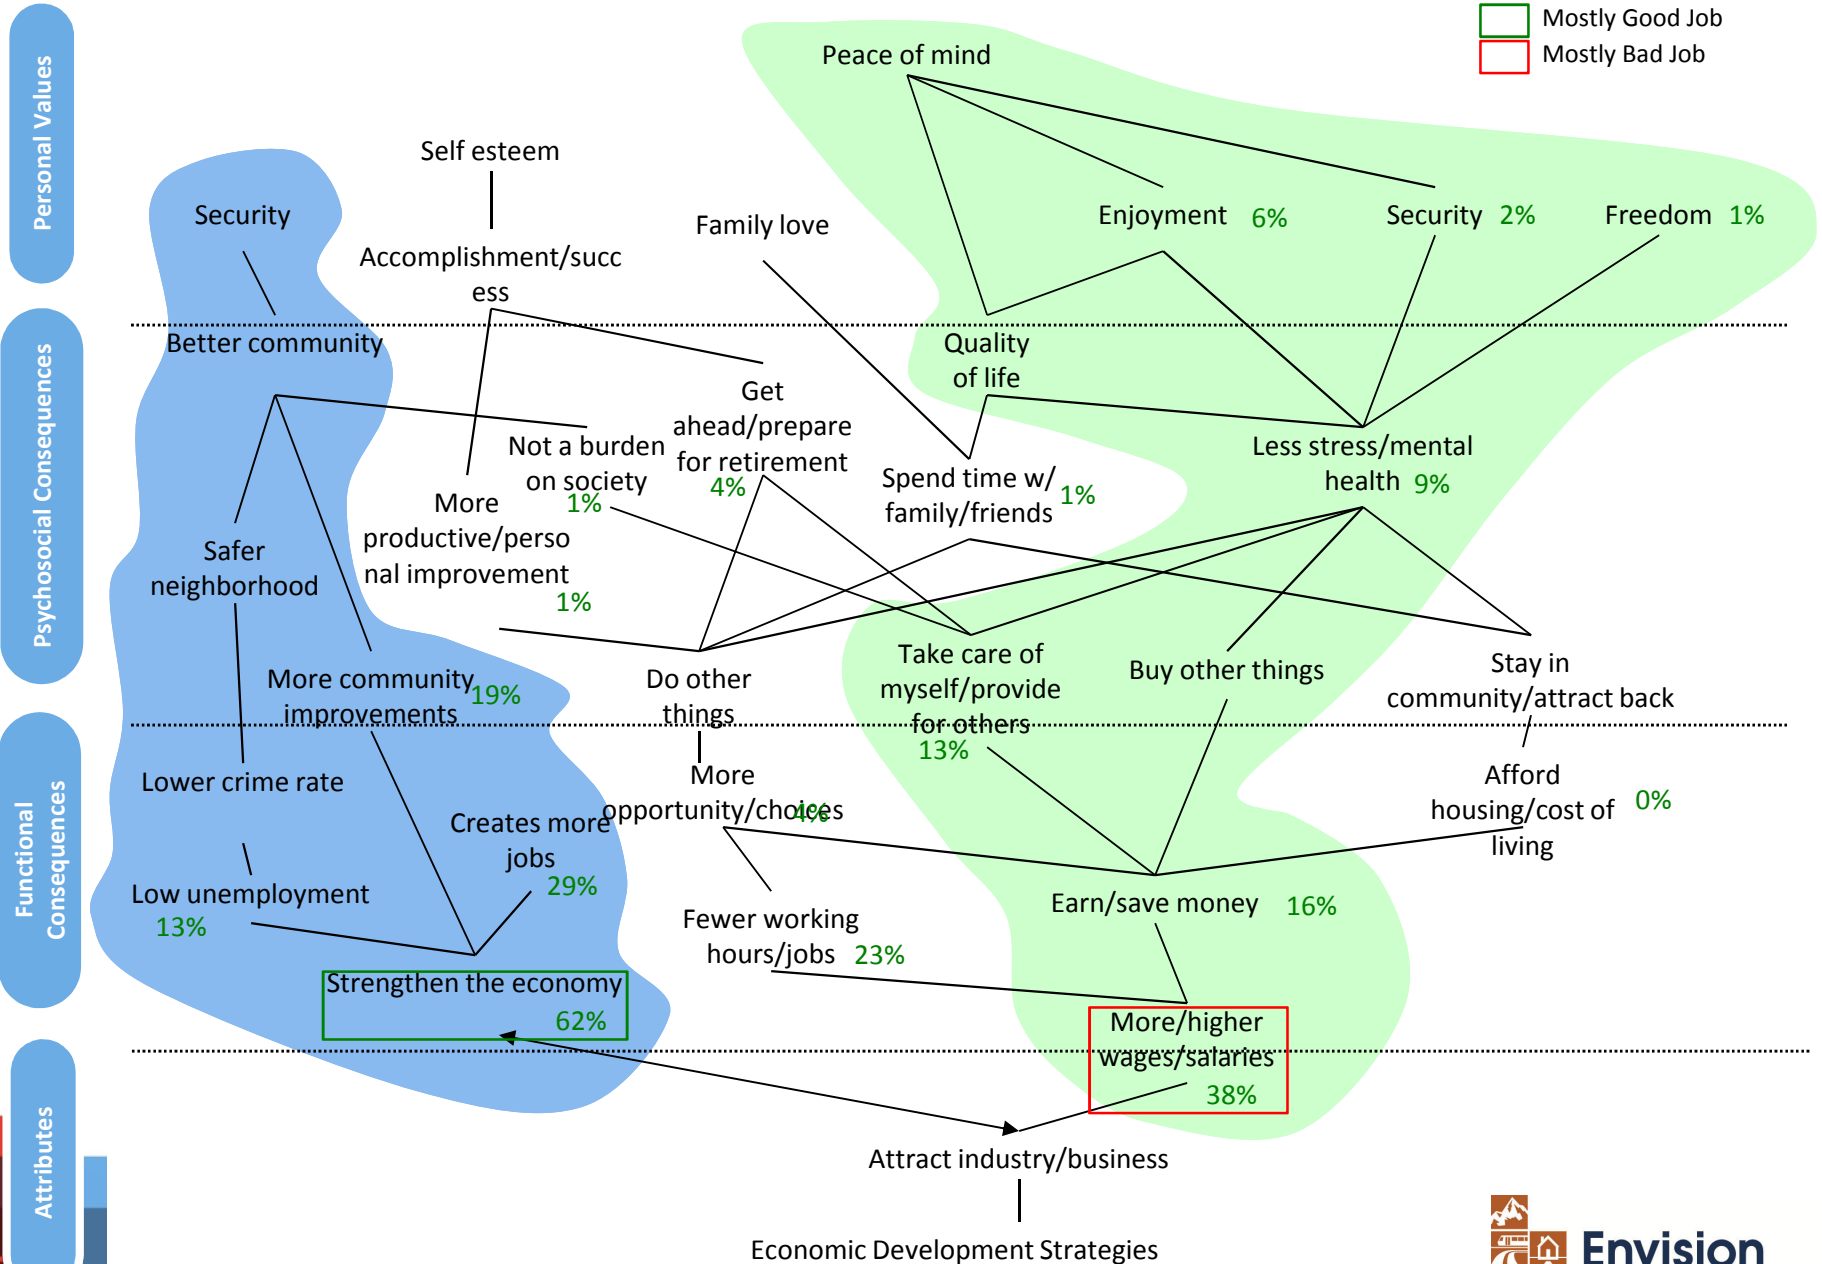 Mostly Good Job
Mostly Bad Job
Personal Values
Peace of mind
Self esteem
Security
Family love
Enjoyment 6%
Security 2%
Freedom 1%
Accomplishment/succ
ess
Psychosocial Consequences
Better community
Quality
of life
Get
ahead/prepare
for retirement
4%
Not a burden
on society
1%
Less stress/mental
health 9%
Spend time w/
family/friends 1%
More
productive/perso
nal improvement
1%
Safer
neighborhood
More community
improvements 19%
Do other
things
Take care of
myself/provide
for others
13%
Buy other things
Stay in
community/attract back
Functional
Consequences
Lower crime rate
More
opportunity/choices
4%
Afford
housing/cost of
living
0%
Creates more
jobs
29%
Low unemployment
13%
Earn/save money 16%
Fewer working
hours/jobs 23%
Strengthen the economy
62%
More/higher
wages/salaries
38%
Attributes
Attract industry/business
Economic Development Strategies
Envision